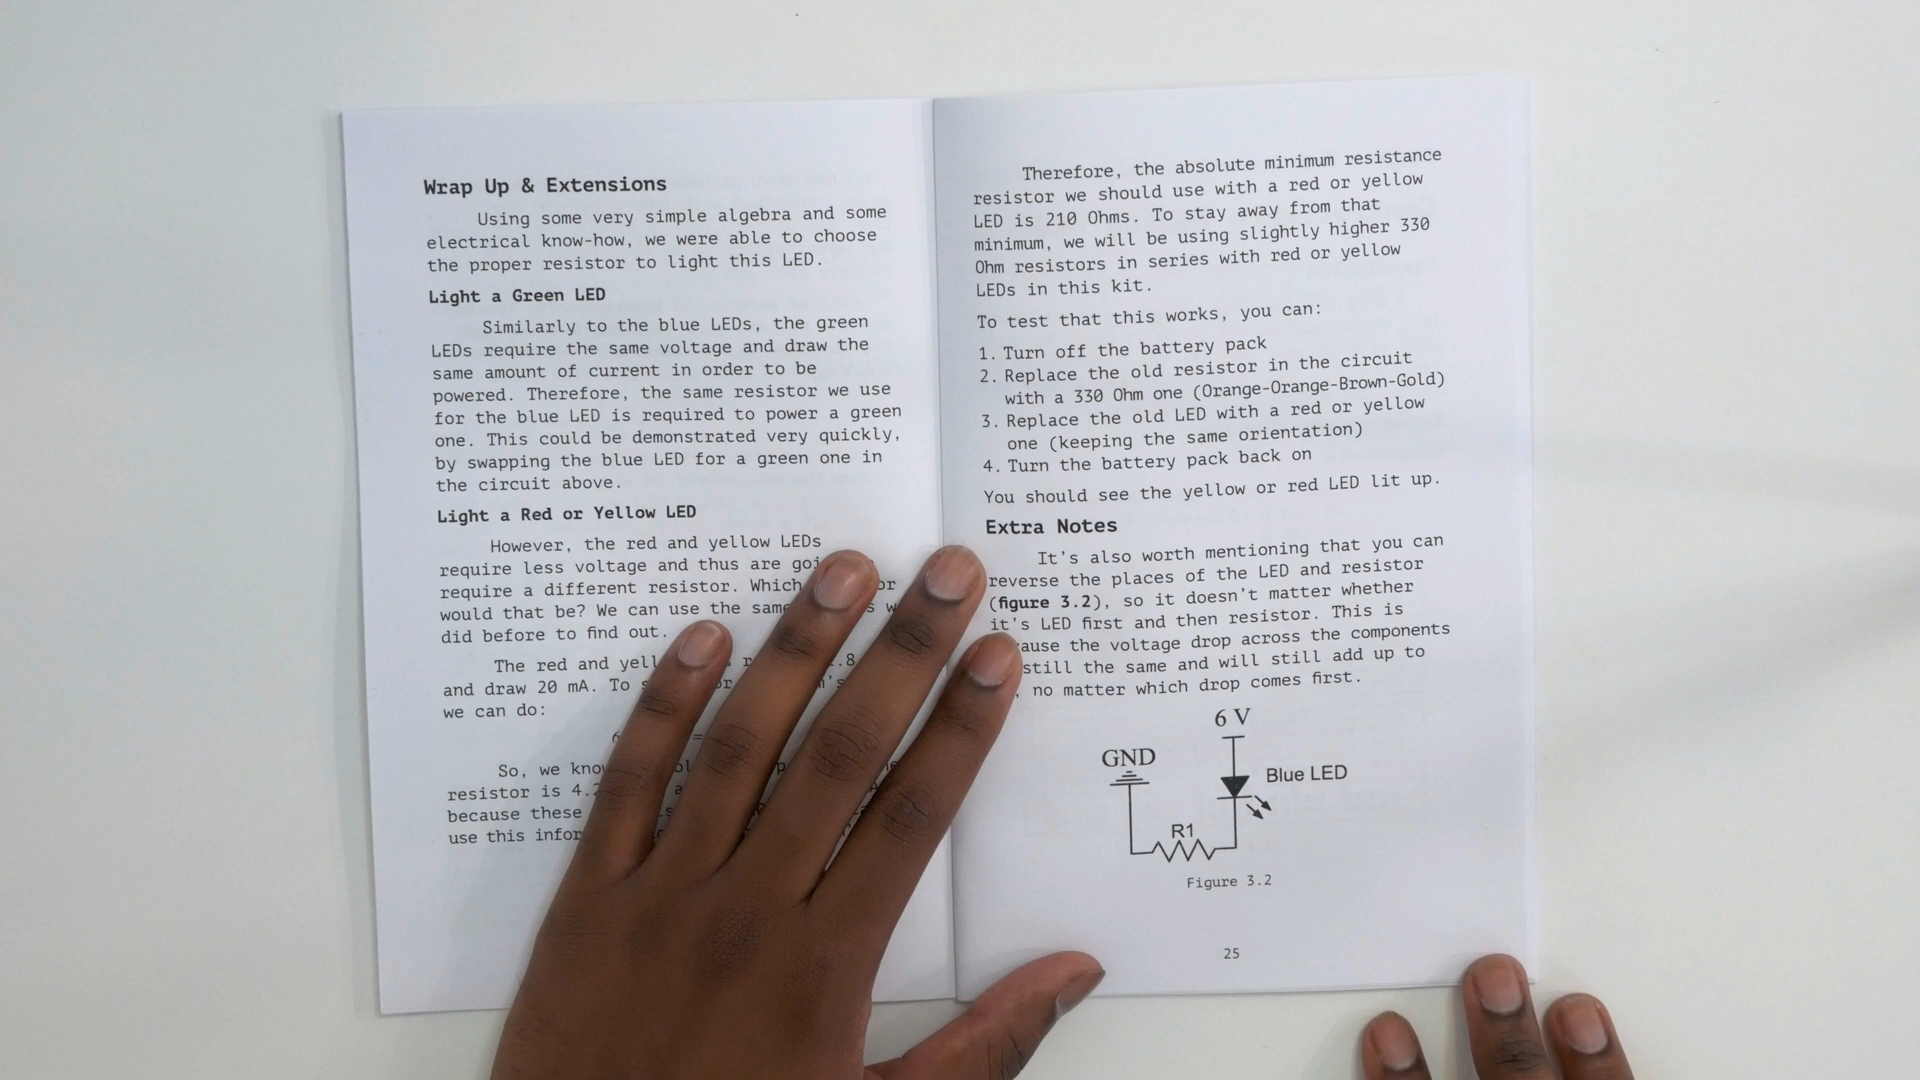 Wrap Up & Extensions
Using some very simple algebra and some
electrical know-how, we were able to choose
the proper resistor to light this LED.
Light a Green LED
Similarly to the blue LEDs, the green
LEDs require the same voltage and draw the
same amount of current in order to be
powered. Therefore, the same resistor we use
for the blue LED is required to power a green
one. This could be demonstrated very quickly,
by swapping the blue LED for a green one in
the circuit above.
Light a Red or Yellow LED
However, the red and yellow LEDs
require less voltage and thus are
require a different resistor. Which
would that be? We can use the same
did before to find out.
The red and
and draw 20 mA. To
we can do:
So, we
resistor is
because these
use this
Therefore, the absolute minimum resistance
resistor we should use with a red or yellow
LED is 210 Ohms. To stay away from that
minimum, we will be using slightly higher 330
Ohm resistors in series with red or yellow
LEDs in this kit.
To test that this works, you can:
1. Turn off the battery pack
2. Replace the old resistor in the circuit
with a 330 Ohm one (Orange-Orange-Brown-Gold)
3. Replace the old LED with a red or yellow
one (keeping the same orientation)
4. Turn the battery pack back on
You should see the yellow or red LED lit up.
Extra Notes
It's also worth mentioning that you can
reverse the places of the LED and resistor
(figure 3.2), so it doesn't matter whether
it's LED first and then resistor. This is
the voltage drop across the components
still the same and will still add up to
no matter which drop comes first.
6 V
GND
Blue LED
R1
Figure 3.2
25